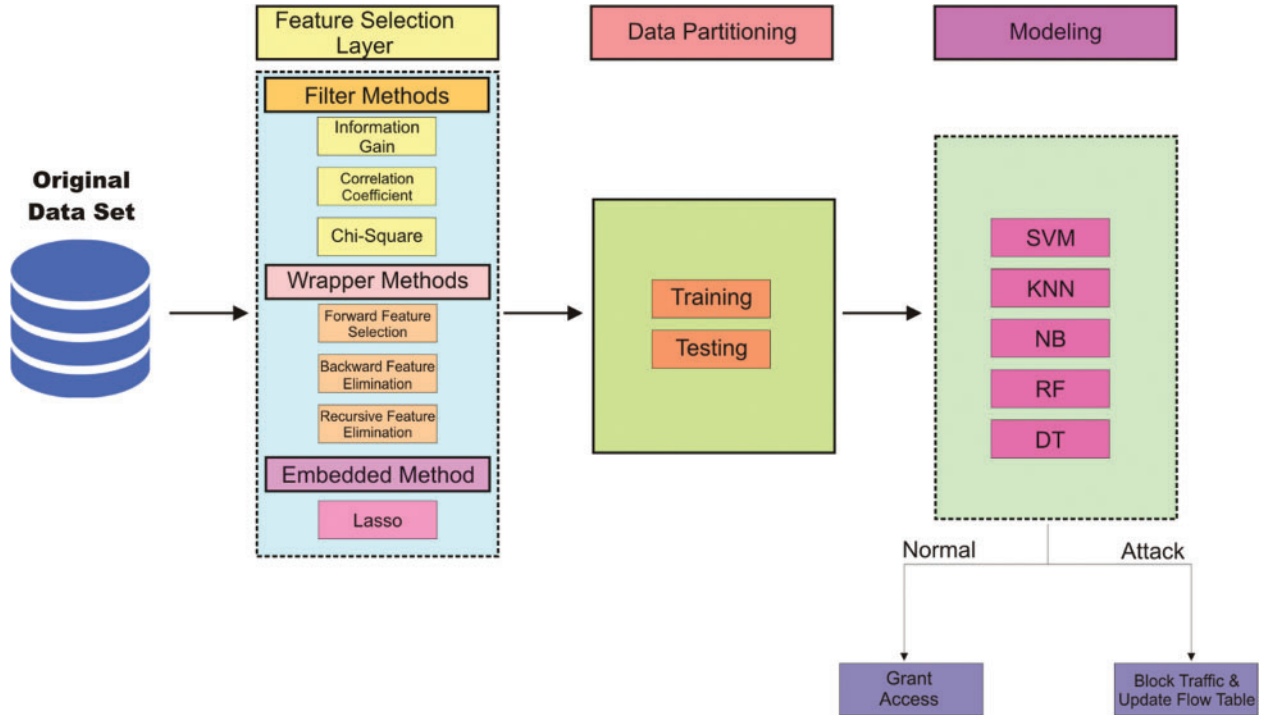 Original
Data Set
Feature Selection
Layer
Filter Methods
Information
Gain
Correlation
Coefficient
Chi-Square
Wrapper Methods
Forward Feature
Selection
Backward Feature
Elimination
Recursive Feature
Elimination
Embedded Method
Lasso
Data Partitioning
Training
Testing
Modeling
SVM
KNN
NB
RF
DT
Normal
Attack
Grant
Access
Block Traffic &
Update Flow Table